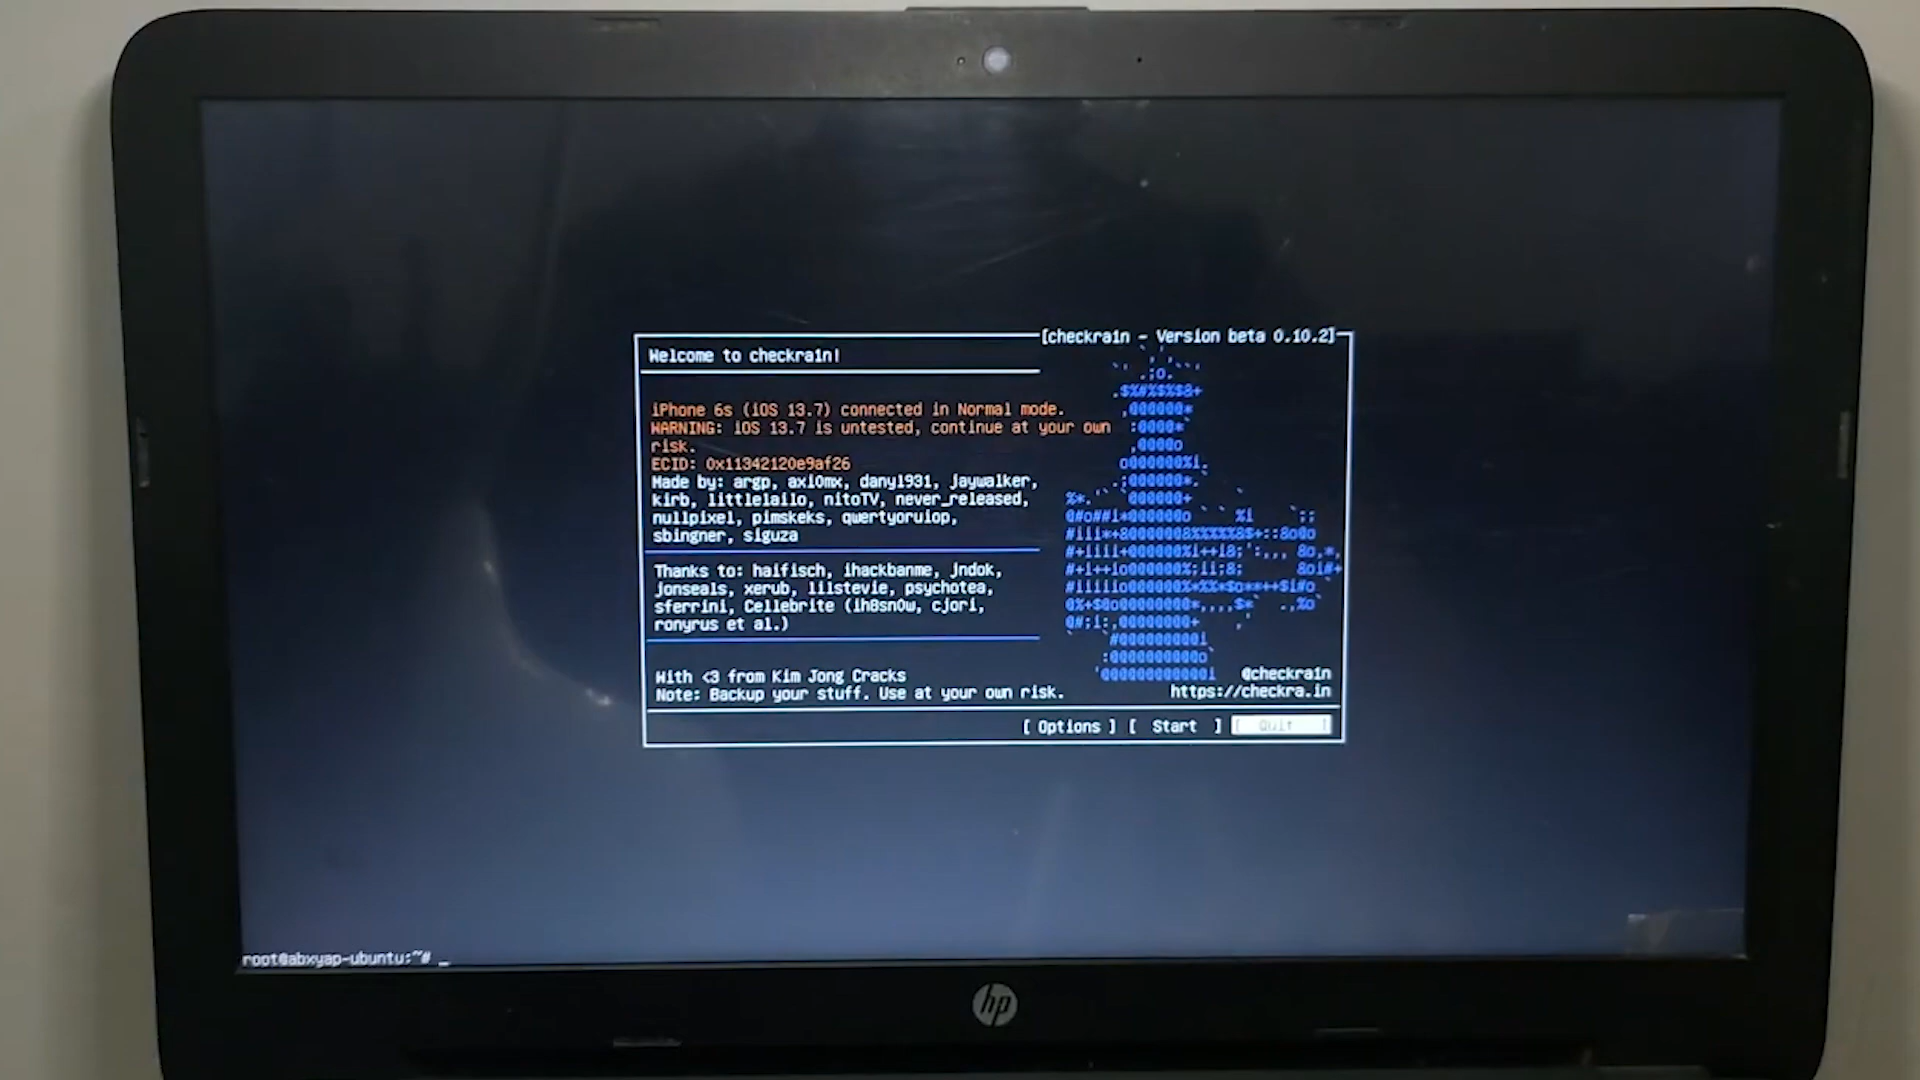 [checkra1n - Version beta 0.10.2]
Welcome to checkra1n!
iPhone 6s (iOS 13.7) connected in Normal mode.
WARNING: iOS 13.7 is untested, continue at your own
risk.
ECID: 0x11342120e9af26
Made by: argp, axi0mx, danyl931, jaywalker,
kirb, littlelailo, nitoTV, never_released,
nullpixel, pimskeks, qwertyoruiop,
sbingner, siguza
Thanks to: haifisch, ihackbanme, jndok,
jonseals, xerub, lilstevie, psychotea,
sferrini, Cellebrite (ih8sn0w, cjori,
ronyrus et al.)
With <3 from Kim Jong Cracks
@checkra1n
Note: Backup your stuff. Use at your own risk.
https://checkra.in
[ Options ] [ Start ] [ Quit ]
root@abxyap-ubuntu:~# _
hp